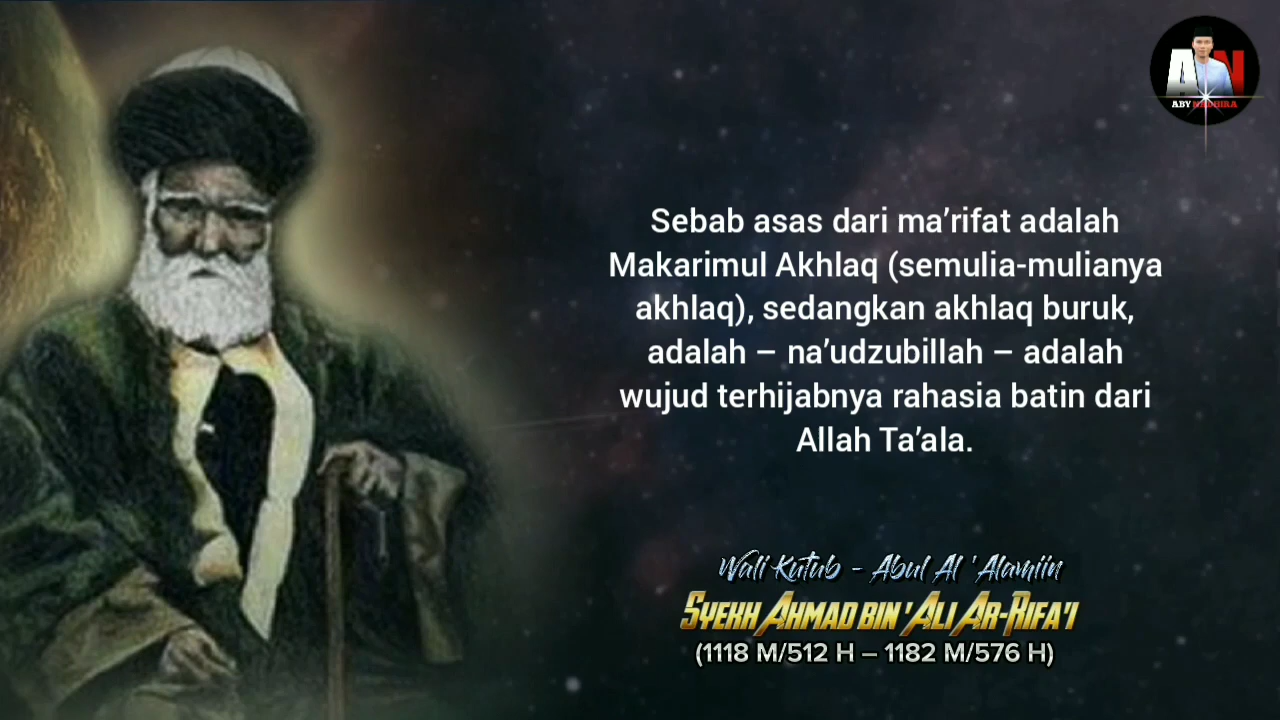 ABY NADHIRA
Sebab asas dari ma’rifat adalah
Makarimul Akhlaq (semulia-mulianya
akhlaq), sedangkan akhlaq buruk,
adalah – na’udzubillah – adalah
wujud terhijabnya rahasia batin dari
Allah Ta’ala.
Wali Kutub - Abul Al ' Alamiin
Syekh Ahmad bin 'Ali Ar-Rifa'i
(1118 M/512 H – 1182 M/576 H)